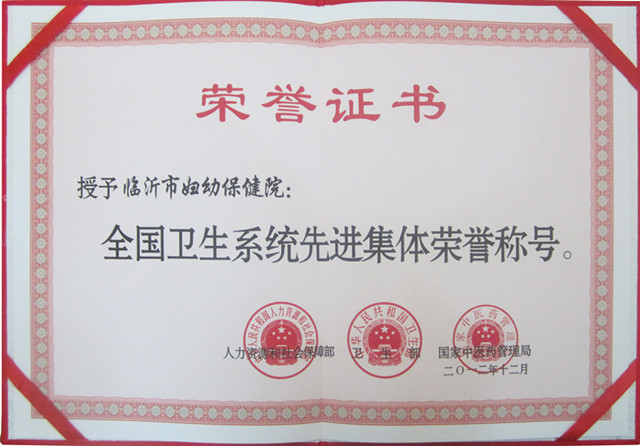 荣誉证书
授予临沂市妇幼保健院：
全国卫生系统先进集体荣誉称号。
人力资源和社会保障部 卫生部 国家中医药管理局
二〇一二年十二月